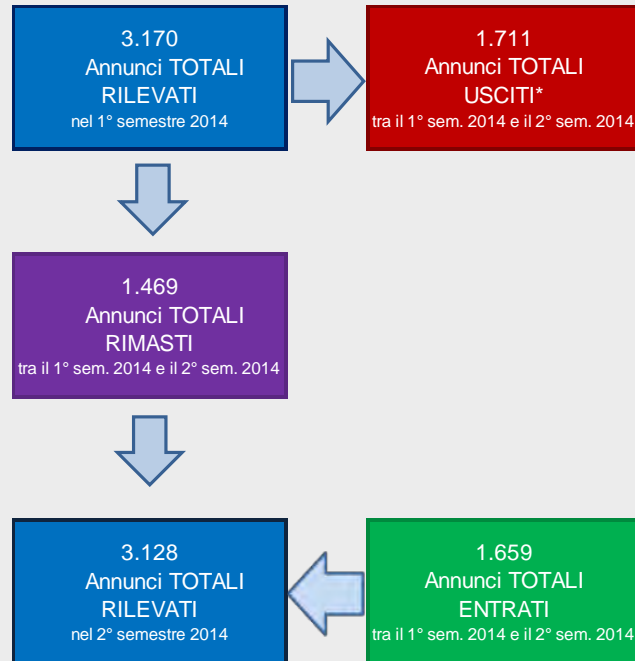 3.170
Annunci TOTALI
RILEVATI
nel 1° semestre 2014
1.711
Annunci TOTALI
USCITI*
tra il 1° sem. 2014 e il 2° sem. 2014
1.469
Annunci TOTALI
RIMASTI
tra il 1° sem. 2014 e il 2° sem. 2014
3.128
Annunci TOTALI
RILEVATI
nel 2° semestre 2014
1.659
Annunci TOTALI
ENTRATI
tra il 1° sem. 2014 e il 2° sem. 2014